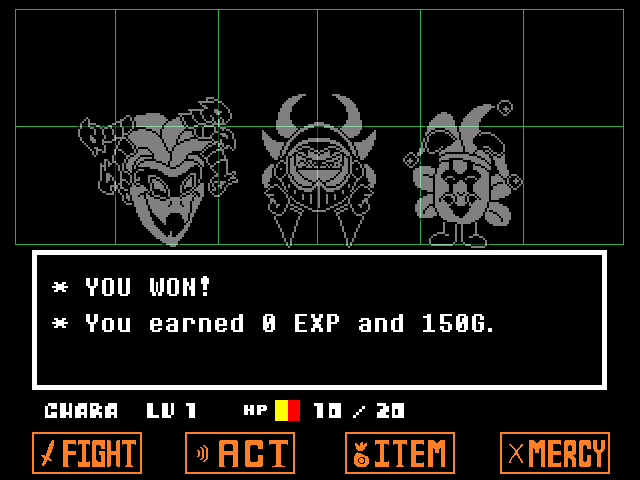 * YOU WON!
* You earned 0 EXP and 150G.
CHARA LV 1 HP 10 / 20
FIGHT ACT ITEM MERCY